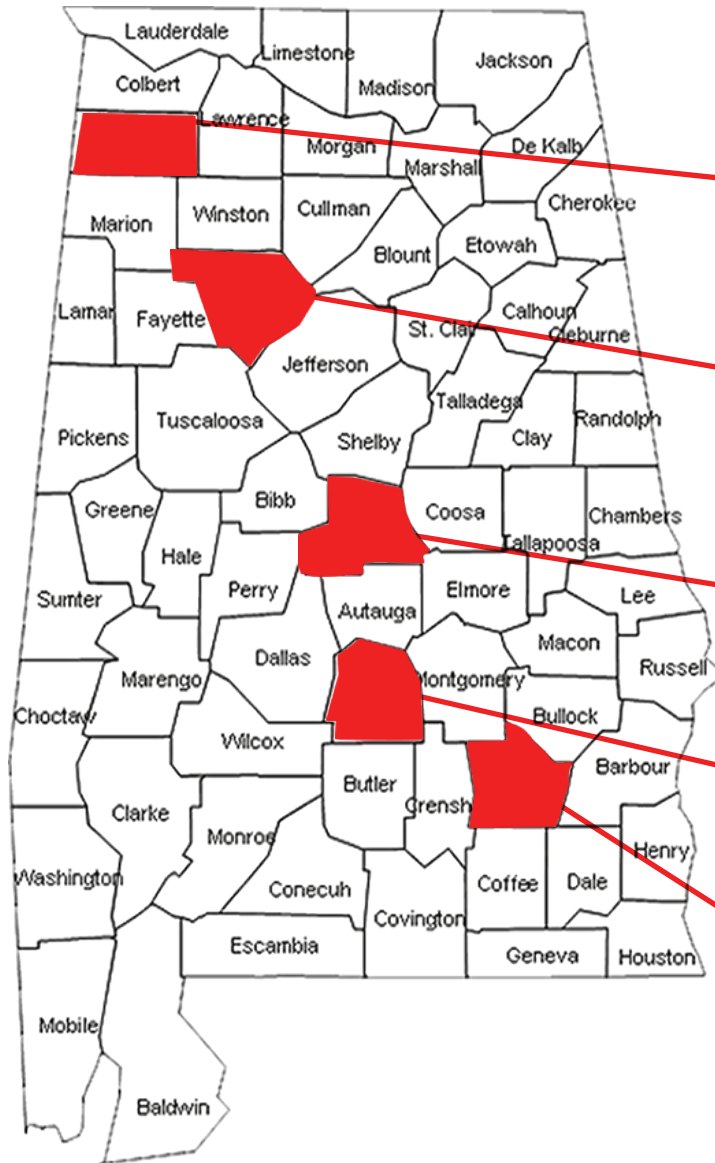 Lauderdale
Limestone
Madison
Jackson
Colbert
Lawrence
Morgan
Marshall
De Kalb
Cherokee
Marion
Winston
Cullman
Blount
Etowah
Lamar
Fayette
St. Clay
Calhoun
Cleburne
Jefferson
Talladega
Tuscaloosa
Shelby
Clay
Randolph
Pickens
Greene
Bibb
Coosa
Chambers
Hale
Tallapoosa
Sumter
Perry
Autauga
Elmore
Lee
Macon
Dallas
Marengo
Montgomery
Russell
Choctaw
Wilcox
Bullock
Barbour
Butler
Clarke
Crensh
Monroe
Henry
Washington
Conecuh
Coffee
Dale
Covington
Escambia
Geneva
Houston
Mobile
Baldwin